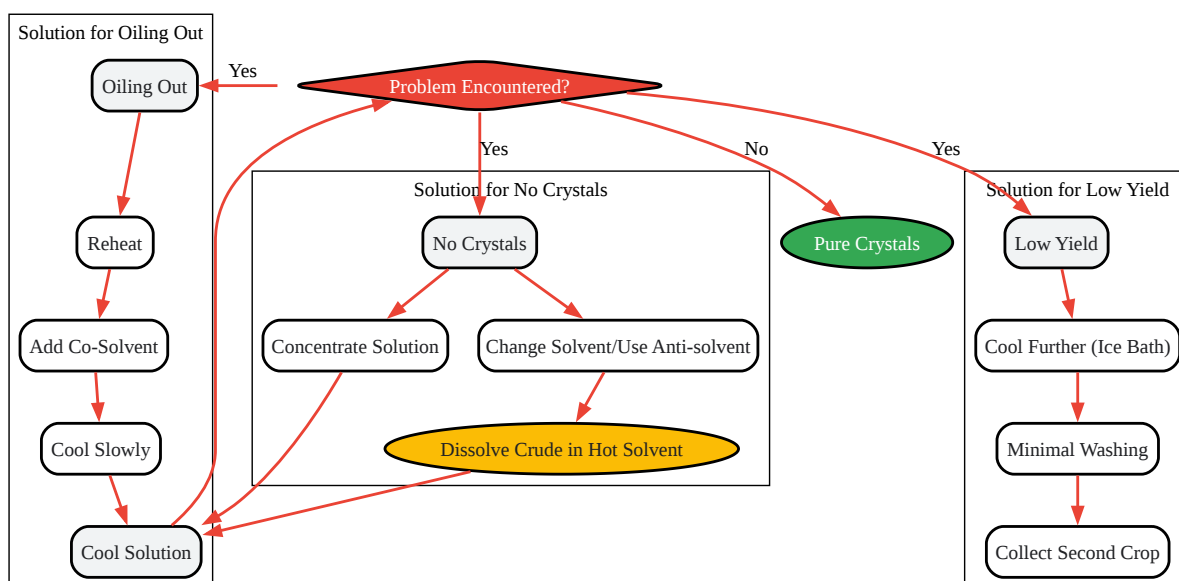 Solution for Oiling Out
Oiling Out
Yes
Problem Encountered?
Yes
No
Yes
Solution for No Crystals
Solution for Low Yield
Reheat
No Crystals
Pure Crystals
Low Yield
Add Co-Solvent
Concentrate Solution
Change Solvent/Use Anti-solvent
Cool Further (Ice Bath)
Cool Slowly
Dissolve Crude in Hot Solvent
Minimal Washing
Cool Solution
Collect Second Crop